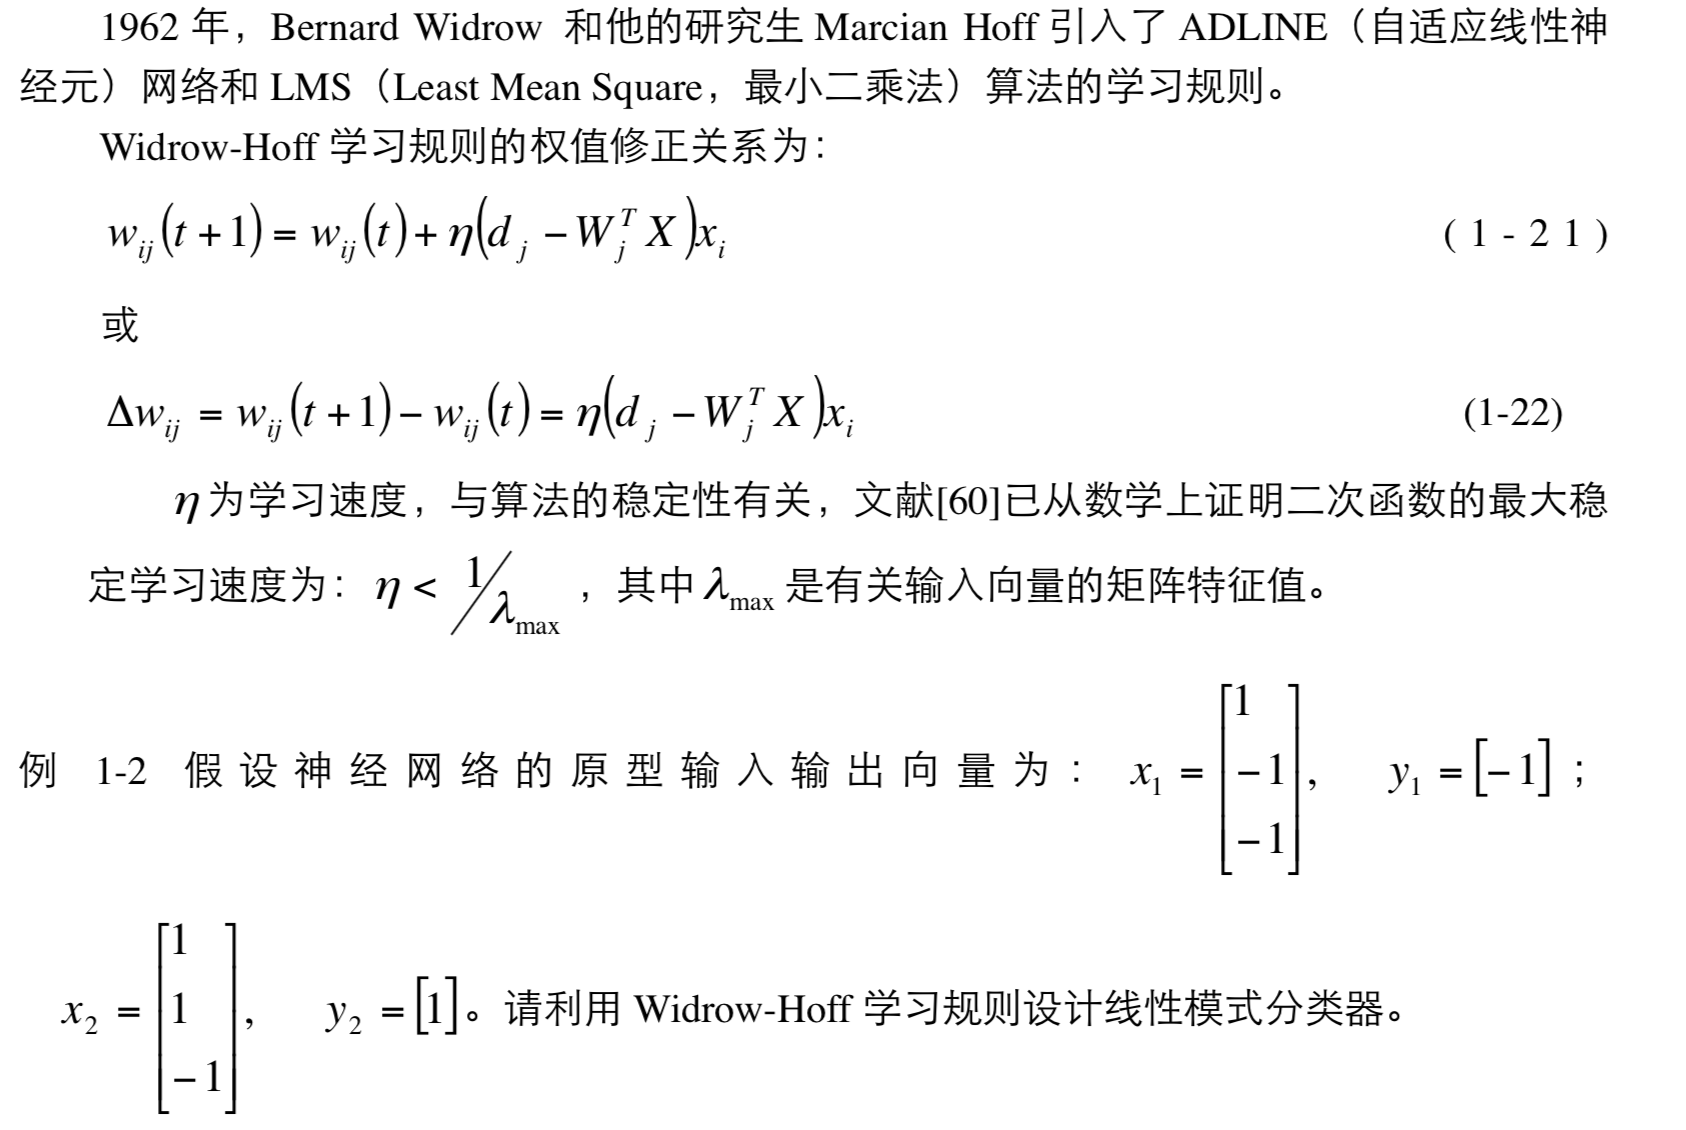 1962 年，Bernard Widrow 和他的研究生 Marcian Hoff 引入了 ADLINE（自适应线性神
经元）网络和 LMS（Least Mean Square，最小二乘法）算法的学习规则。
Widrow-Hoff 学习规则的权值修正关系为：
$w_{ij}(t+1) = w_{ij}(t) + \eta(d_j - W_j^T X)x_i$ (1-21)
或
$\Delta w_{ij} = w_{ij}(t+1) - w_{ij}(t) = \eta(d_j - W_j^T X)x_i$ (1-22)
$\eta$ 为学习速度，与算法的稳定性有关，文献[60]已从数学上证明二次函数的最大稳
定学习速度为：$\eta < 1/\lambda_{\max}$，其中 $\lambda_{\max}$ 是有关输入向量的矩阵特征值。
例 1-2 假设神经网络的原型输入输出向量为：$x_1 = \begin{bmatrix} 1 \\ -1 \\ -1 \end{bmatrix}$, $y_1 = [-1]$；
$x_2 = \begin{bmatrix} 1 \\ 1 \\ -1 \end{bmatrix}$, $y_2 = [1]$。请利用 Widrow-Hoff 学习规则设计线性模式分类器。